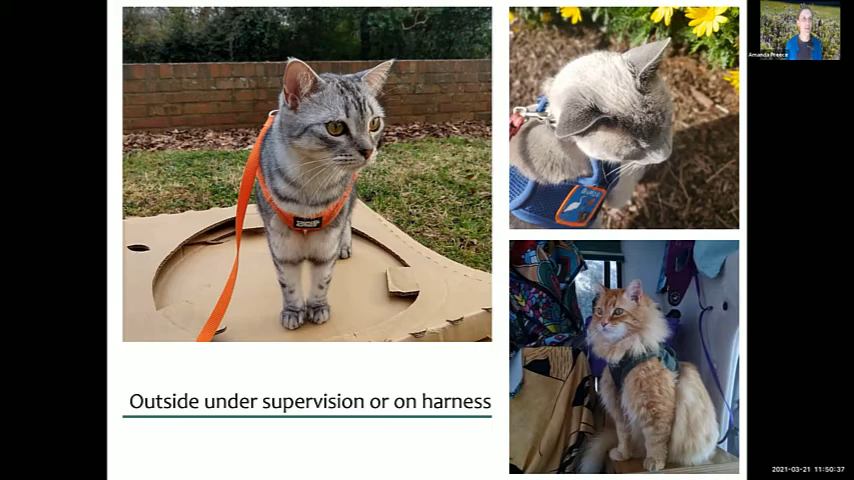 Amanda Preece
Outside under supervision or on harness
2021-03-21 11:50:37